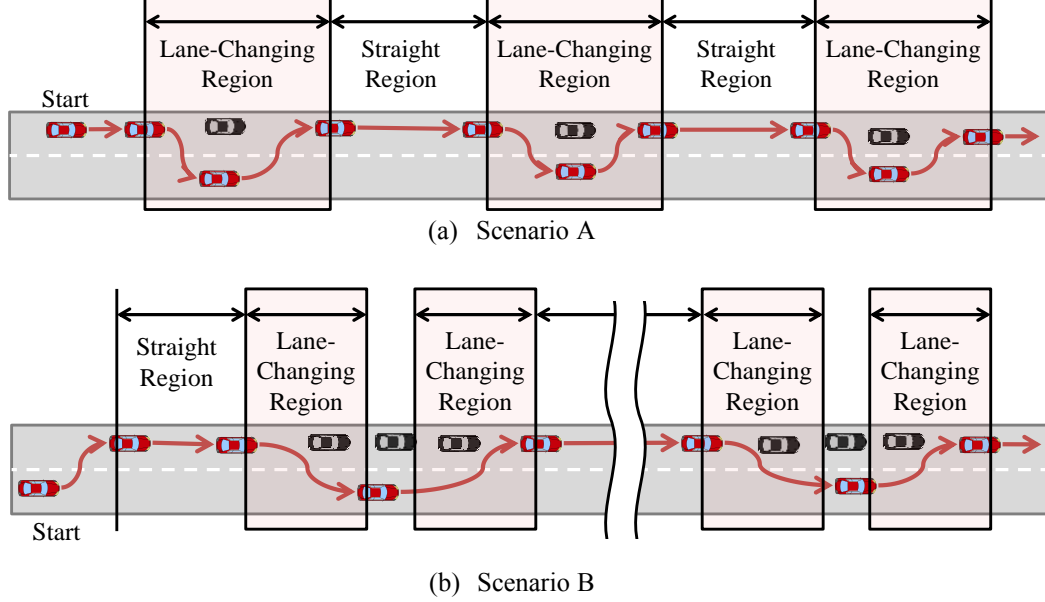 Lane-Changing
Region
Straight
Region
Lane-Changing
Region
Straight
Region
Lane-Changing
Region
Start
(a) Scenario A
Straight
Region
Lane-
Changing
Region
Lane-
Changing
Region
Lane-
Changing
Region
Lane-
Changing
Region
Start
(b) Scenario B